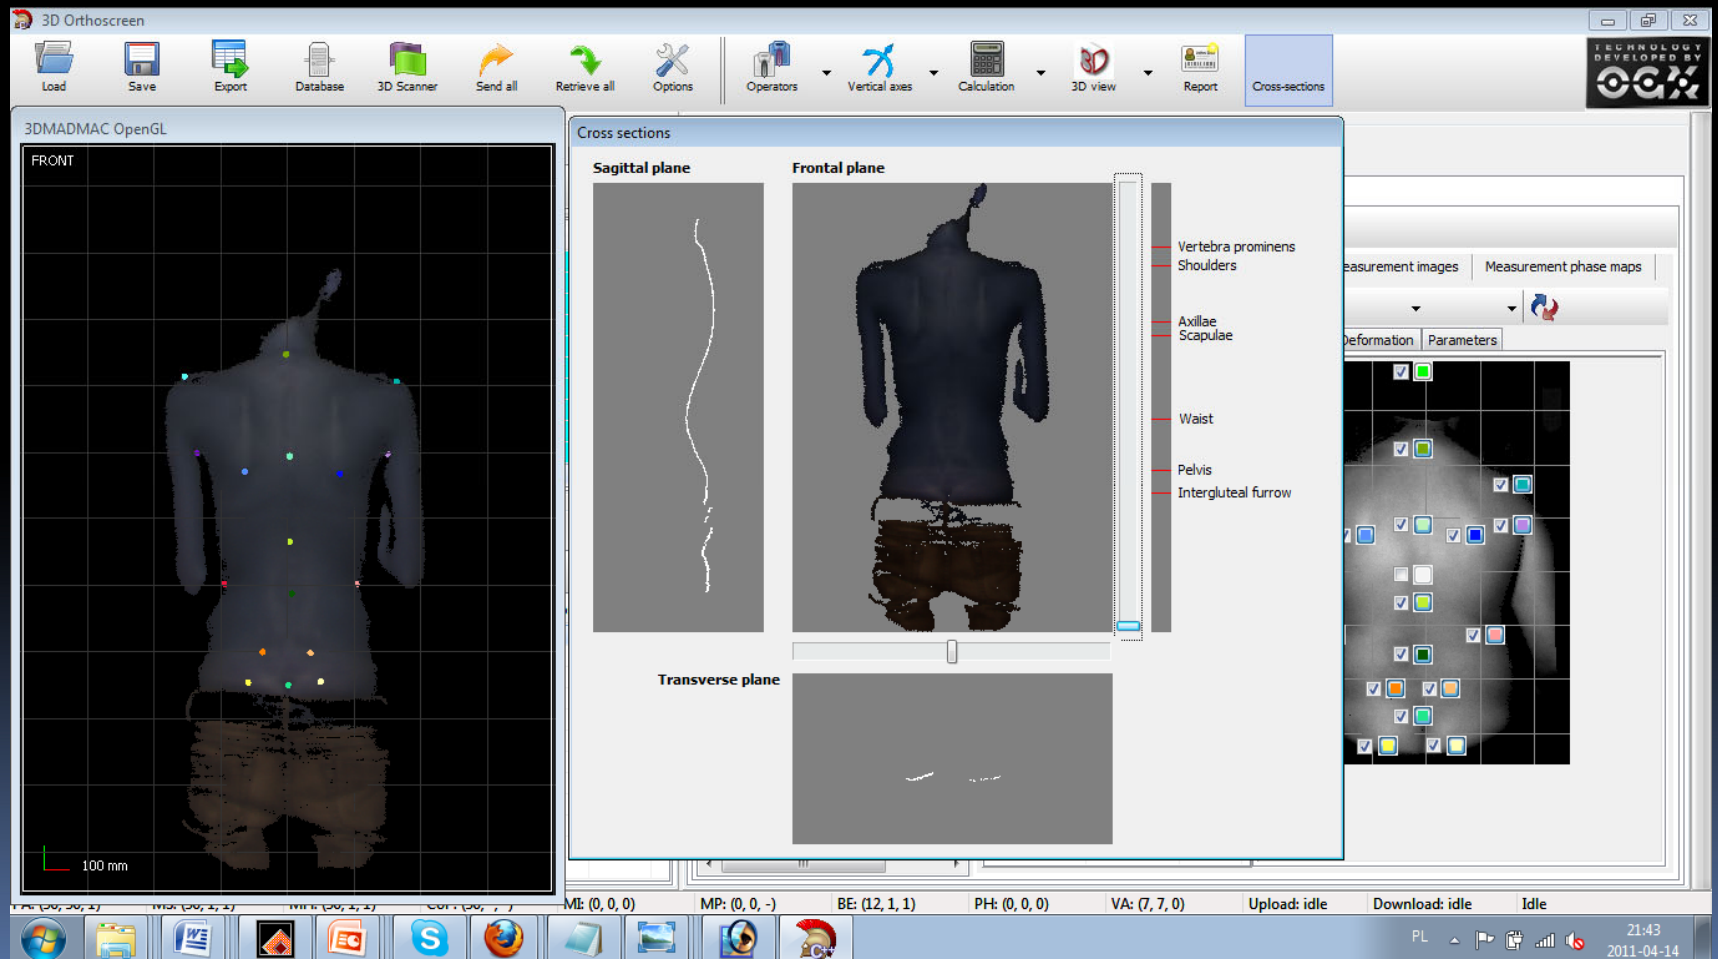 3D Orthoscreen
Load
Save
Export
Database
3D Scanner
Send all
Retrieve all
Options
Operators
Vertical axes
Calculation
3D view
Report
Cross-sections
TECHNOLOGY
DEVELOPED BY
OGX
3DMADMAC OpenGL
FRONT
100 mm
Cross sections
Sagittal plane
Frontal plane
Vertebra prominens
Shoulders
Axillae
Scapulae
Waist
Pelvis
Intergluteal furrow
Transverse plane
easurement images
Measurement phase maps
Deformation
Parameters
MI: (0, 0, 0)
MP: (0, 0, -)
BE: (12, 1, 1)
PH: (0, 0, 0)
VA: (7, 7, 0)
Upload: idle
Download: idle
Idle
PL
21:43
2011-04-14